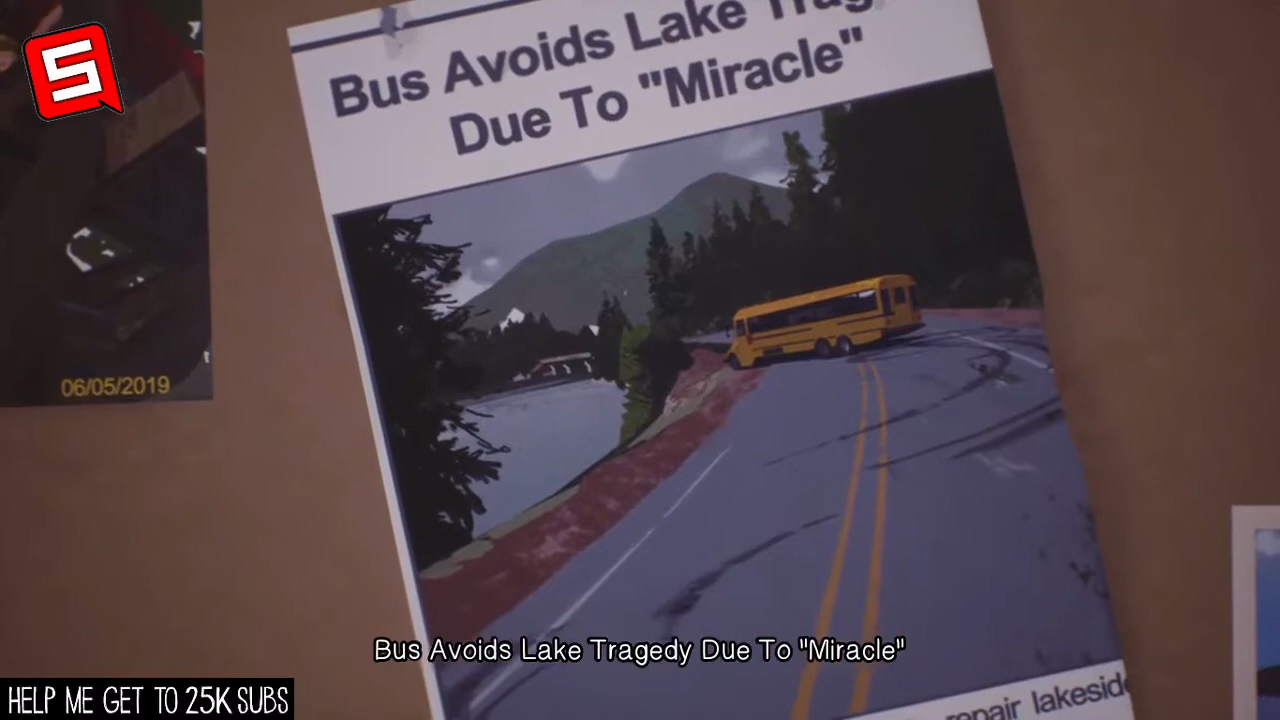 Bus Avoids Lake
Due To "Miracle"
06/05/2019
Bus Avoids Lake Tragedy Due To "Miracle"
HELP ME GET TO 25K SUBS
repair lakeside